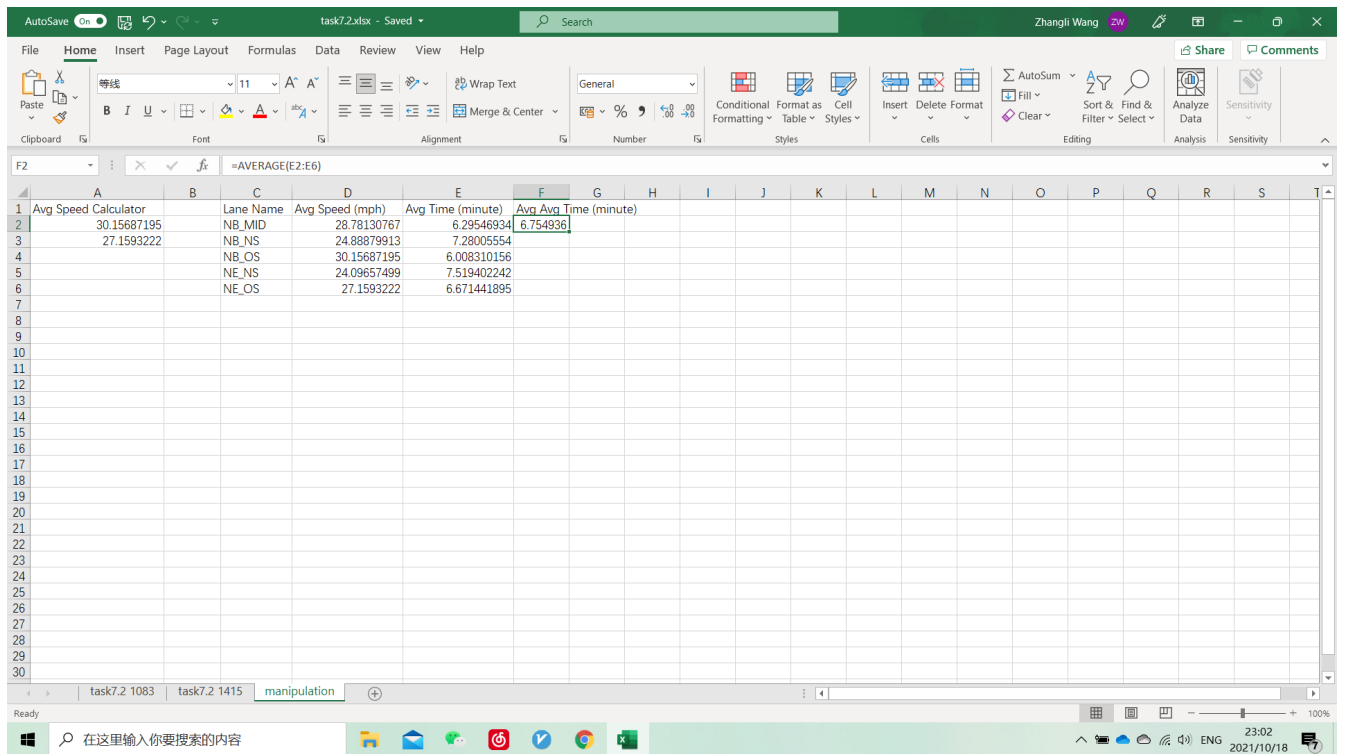 AutoSave On task7.2.xlsx - Saved Search Zhangli Wang ZW
File Home Insert Page Layout Formulas Data Review View Help Share Comments
Paste 等线 11 A^ Aˇ Wrap Text General Conditional Formatting Format as Table Cell Styles Insert Delete Format AutoSum Fill Clear Sort & Filter Find & Select Analyze Data Sensitivity
B I U A abc A Merge & Center % 9 .00
Clipboard Font Alignment Number Styles Cells Editing Analysis Sensitivity
F2 fx =AVERAGE(E2:E6)
A B C D E F G H I J K L M N O P Q R S T
1 Avg Speed Calculator Lane Name Avg Speed (mph) Avg Time (minute) Avg Avg Time (minute)
2 30.15687195 NB_MID 28.78130767 6.29546934 6.754936
3 27.1593222 NB_NS 24.88879913 7.28005554
4 NB_OS 30.15687195 6.008310156
5 NE_NS 24.09657499 7.519402242
6 NE_OS 27.1593222 6.671441895
7
8
9
10
11
12
13
14
15
16
17
18
19
20
21
22
23
24
25
26
27
28
29
30
task7.2 1083 task7.2 1415 manipulation
Ready 100%
在这里输入你要搜索的内容 ENG 23:02
2021/10/18 7